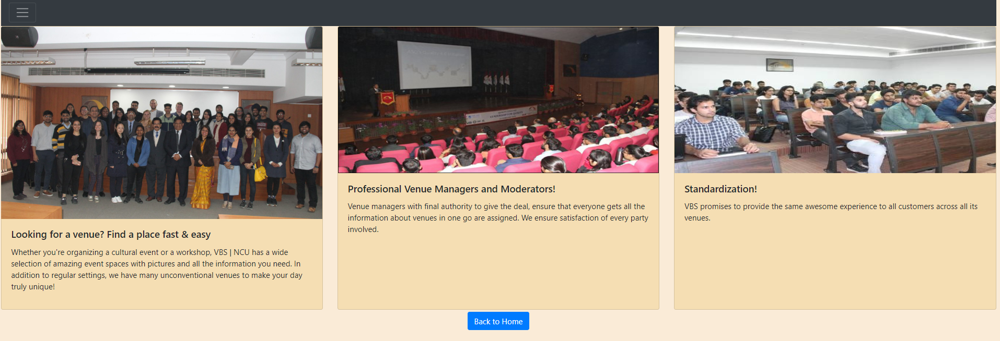 LEADERSHIP FOR QUALITY
Looking for a venue? Find a place fast & easy
Whether you're organizing a cultural event or a workshop, VBS | NCU has a wide
selection of amazing event spaces with pictures and all the information you need. In
addition to regular settings, we have many unconventional venues to make your day
truly unique!
Professional Venue Managers and Moderators!
Venue managers with final authority to give the deal, ensure that everyone gets all the
information about venues in one go are assigned. We ensure satisfaction of every party
involved.
Standardization!
VBS promises to provide the same awesome experience to all customers across all its
venues.
Back to Home